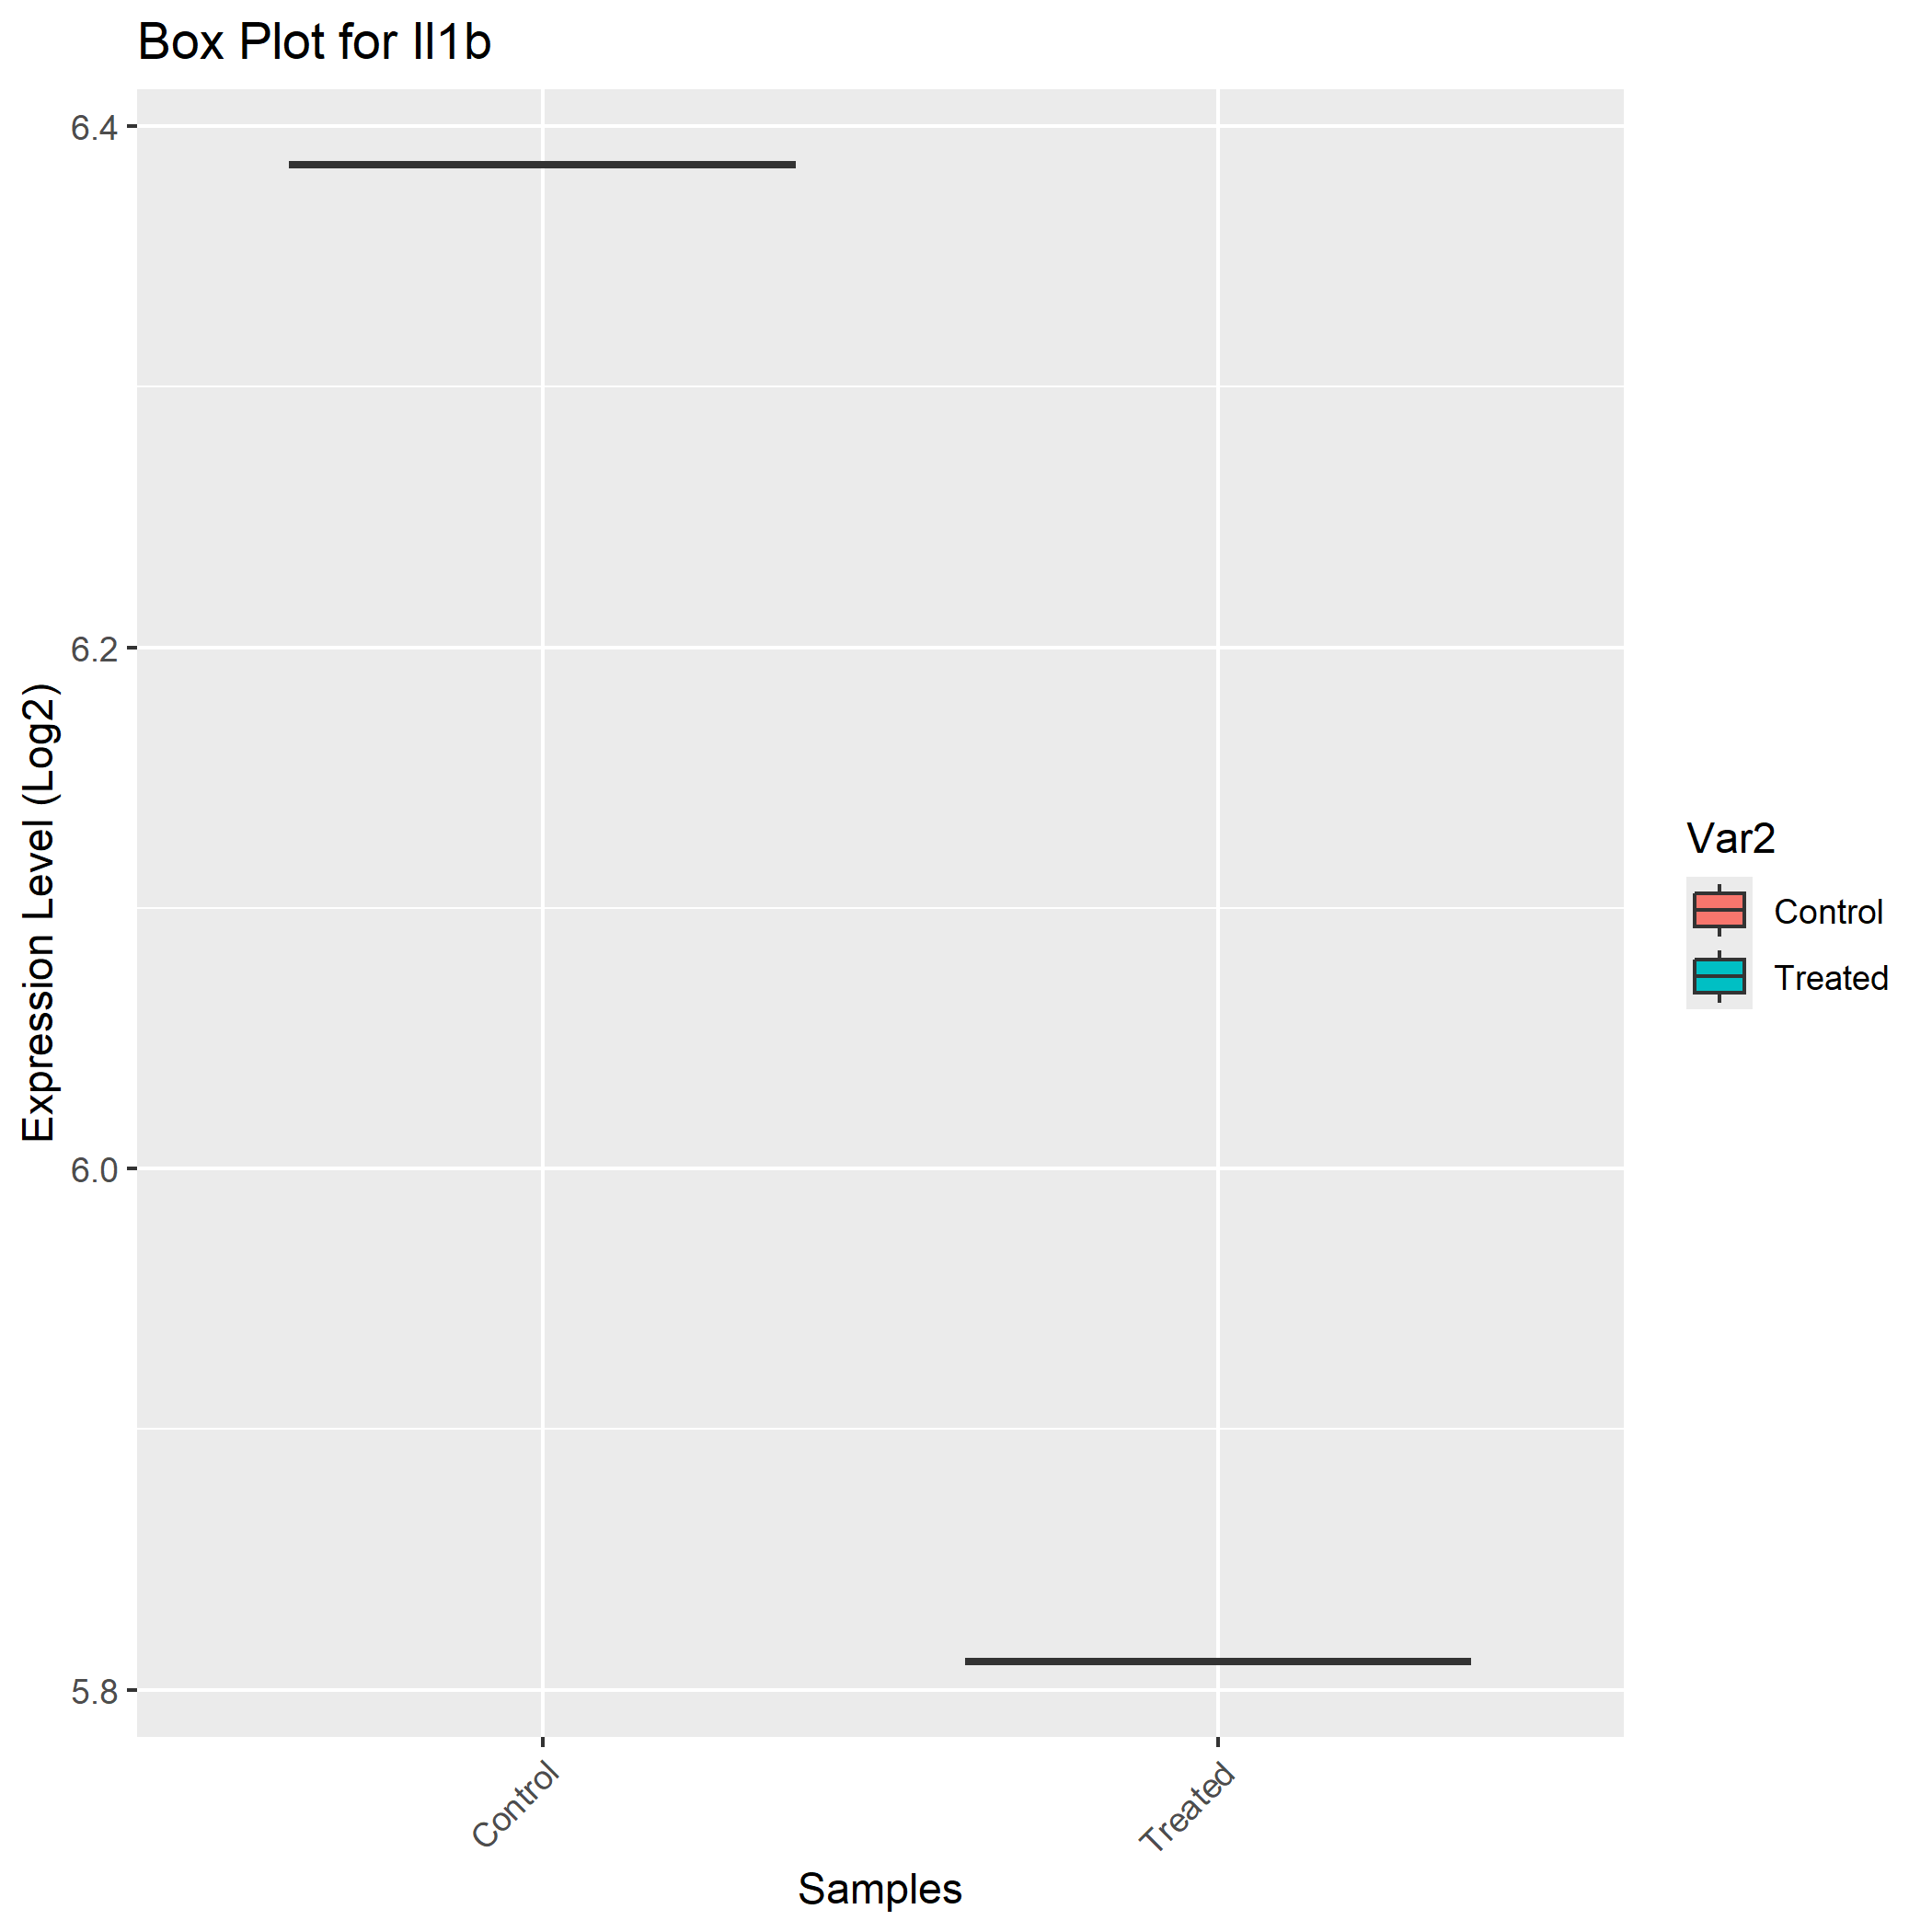 Box Plot for Il1b
6.4
6.2
6.0
5.8
Expression Level (Log2)
Control
Treated
Samples
Var2
Control
Treated